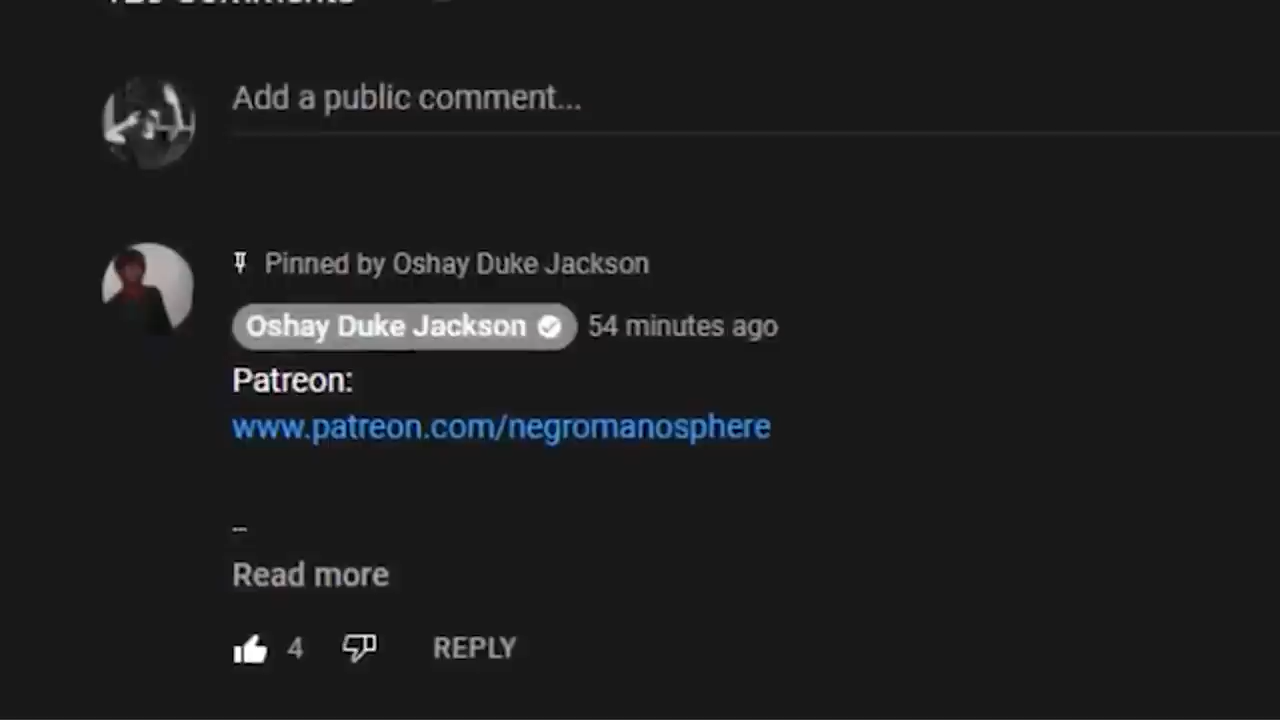 Comments
Add a public comment...
Pinned by Oshay Duke Jackson
Oshay Duke Jackson 54 minutes ago
Patreon:
www.patreon.com/negromanosphere
--
Read more
4 REPLY